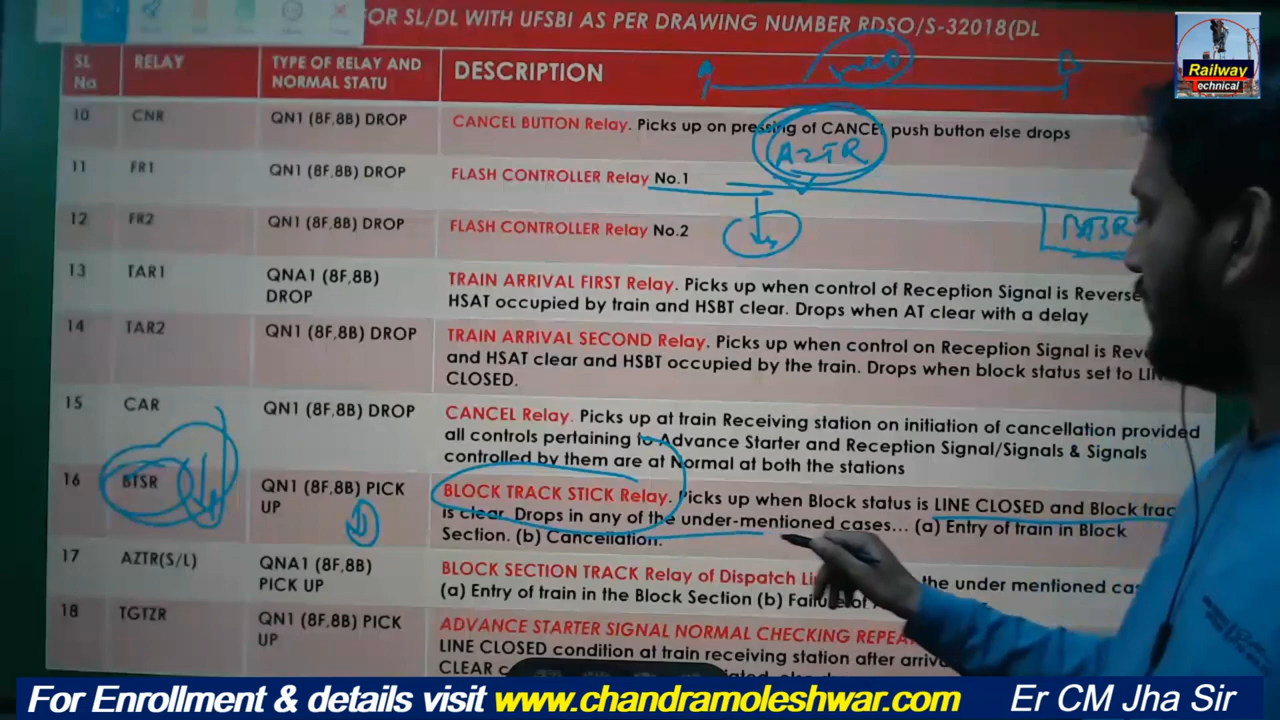 FOR SL/DL WITH UFSBI AS PER DRAWING NUMBER RDSO/S-32018(DL
Railway
Technical
SL No RELAY TYPE OF RELAY AND NORMAL STATU DESCRIPTION
A B
10 CNR QN1 (8F,8B) DROP CANCEL BUTTON Relay. Picks up on pressing of CANCEL push button else drops
AZTR
11 FR1 QN1 (8F,8B) DROP FLASH CONTROLLER Relay No.1
12 FR2 QN1 (8F,8B) DROP FLASH CONTROLLER Relay No.2
13 TAR1 QNA1 (8F,8B) DROP TRAIN ARRIVAL FIRST Relay. Picks up when control of Reception Signal is Reverse
HSAT occupied by train and HSBT clear. Drops when AT clear with a delay
14 TAR2 QN1 (8F,8B) DROP TRAIN ARRIVAL SECOND Relay. Picks up when control on Reception Signal is Reve
and HSAT clear and HSBT occupied by the train. Drops when block status set to LIN
CLOSED.
15 CAR QN1 (8F,8B) DROP CANCEL Relay. Picks up at train Receiving station on initiation of cancellation provided
all controls pertaining to Advance Starter and Reception Signal/Signals & Signals
controlled by them are at Normal at both the stations
16 BTSR QN1 (8F,8B) PICK UP BLOCK TRACK STICK Relay. Picks up when Block status is LINE CLOSED and Block trac
is clear. Drops in any of the under-mentioned cases... (a) Entry of train in Block
Section. (b) Cancellation.
17 AZTR(S/L) QNA1 (8F,8B) PICK UP BLOCK SECTION TRACK Relay of Dispatch Li the under mentioned cas
(a) Entry of train in the Block Section (b) Failure of
18 TGTZR QN1 (8F,8B) PICK UP ADVANCE STARTER SIGNAL NORMAL CHECKING REPEA
LINE CLOSED condition at train receiving station after arriv
CLEAR
For Enrollment & details visit www.chandramoleshwar.com Er CM Jha Sir